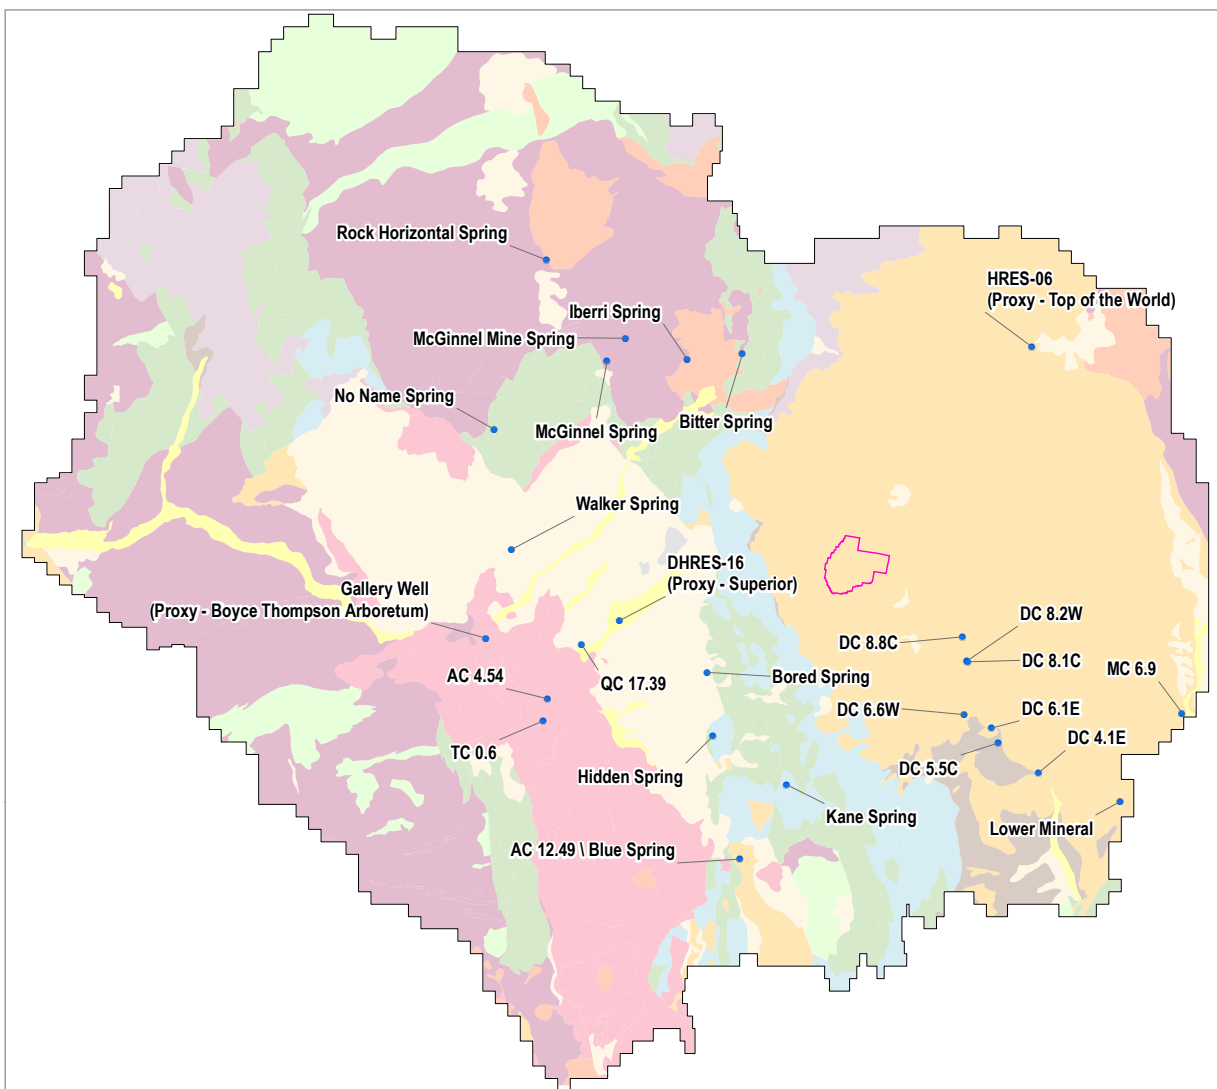 Rock Horizontal Spring
HRES-06
(Proxy - Top of the World)
Iberri Spring
McGinnel Mine Spring
No Name Spring
McGinnel Spring
Bitter Spring
Walker Spring
DHRES-16
(Proxy - Superior)
Gallery Well
(Proxy - Boyce Thompson Arboretum)
DC 8.2W
DC 8.8C
DC 8.1C
MC 6.9
AC 4.54
QC 17.39
Bored Spring
DC 6.6W
DC 6.1E
DC 4.1E
TC 0.6
DC 5.5C
Hidden Spring
Kane Spring
Lower Mineral
AC 12.49 \ Blue Spring